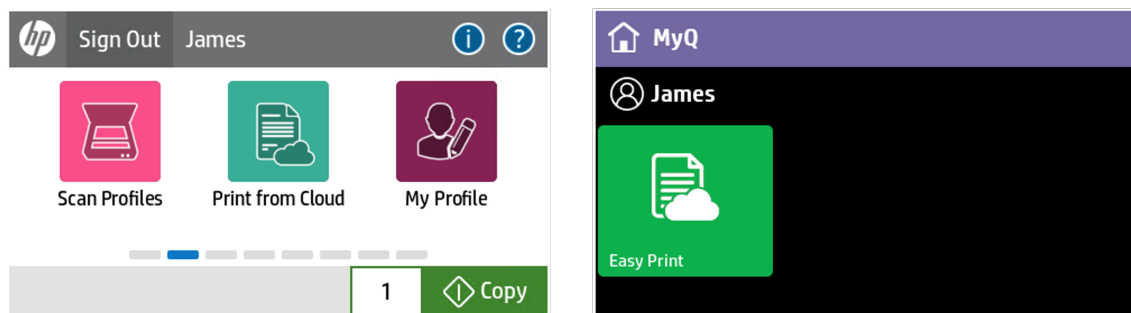 hp Sign Out James i ?
Scan Profiles Print from Cloud My Profile
1 Copy
MyQ
James
Easy Print